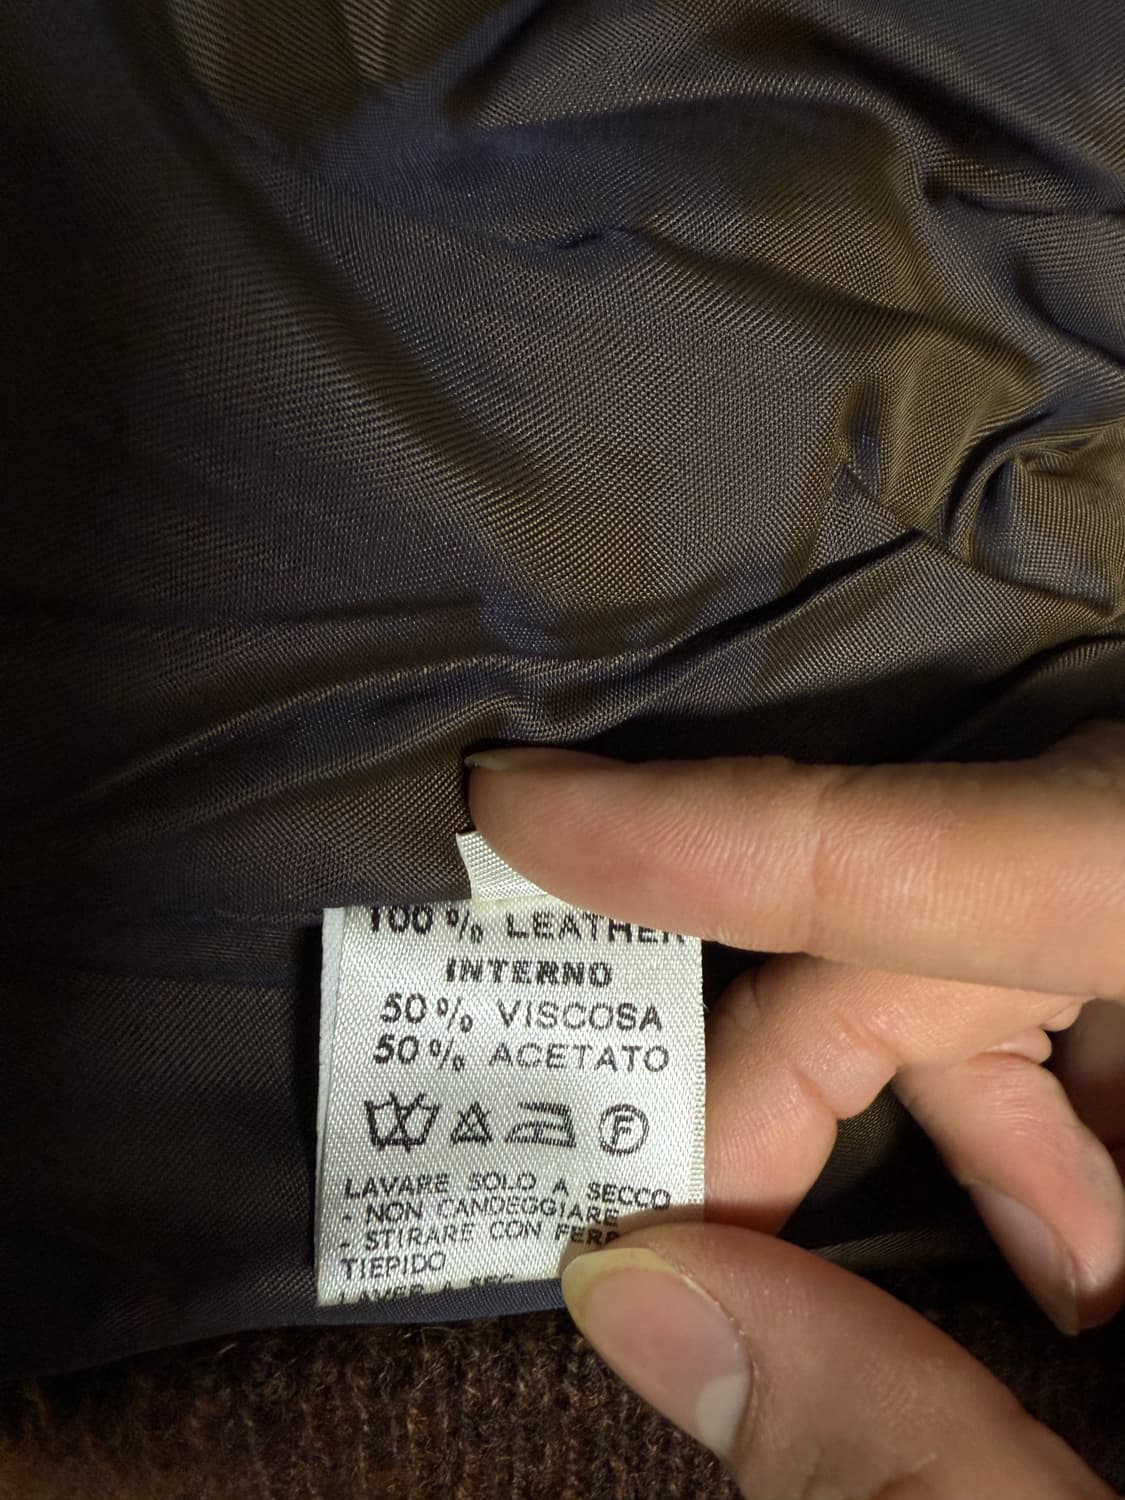 100% LEATHER
INTERNO
50% VISCOSA
50% ACETATO
F
LAVARE SOLO A SECCO
- NON CANDEGGIARE
- STIRARE CON
TIEPIDO